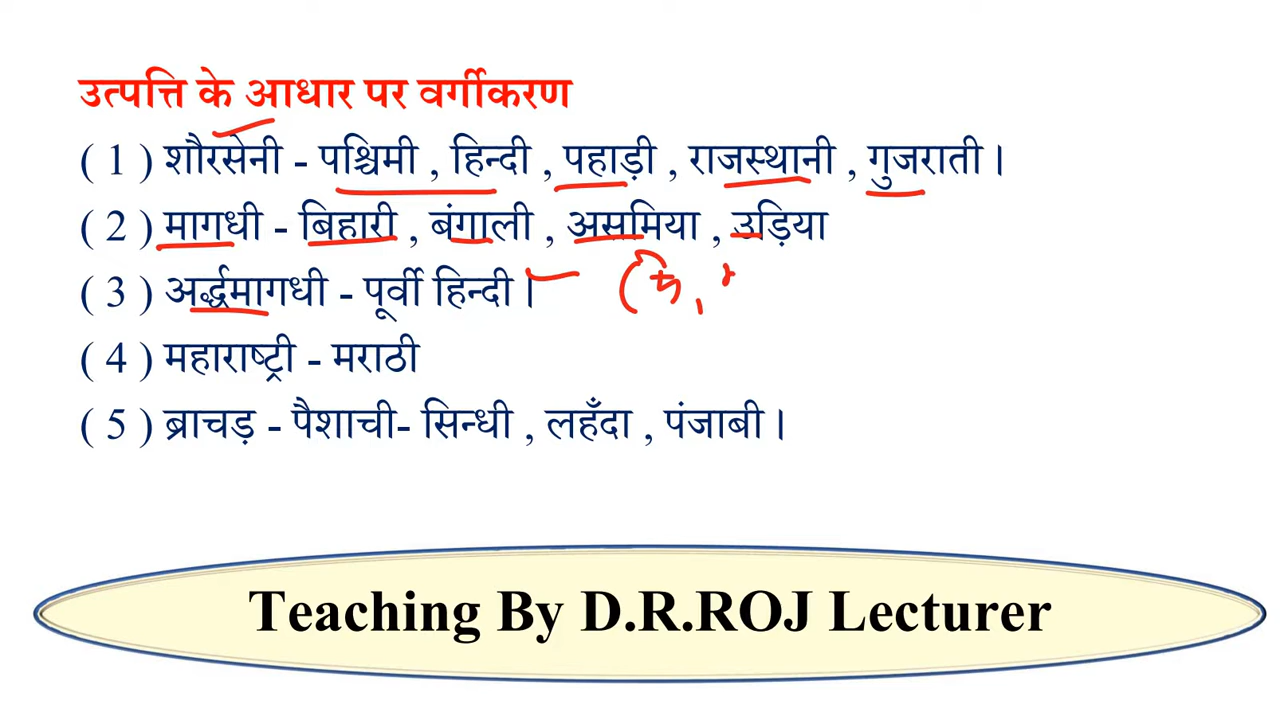 उत्पत्ति के आधार पर वर्गीकरण
( 1 ) शौरसेनी - पश्चिमी , हिन्दी , पहाड़ी , राजस्थानी , गुजराती ।
( 2 ) मागधी - बिहारी , बंगाली , असमिया , उड़िया
( 3 ) अर्द्धमागधी - पूर्वी हिन्दी ।
( 4 ) महाराष्ट्री - मराठी
( 5 ) ब्राचड़ - पैशाची- सिन्धी , लहँदा , पंजाबी ।
Teaching By D.R.ROJ Lecturer